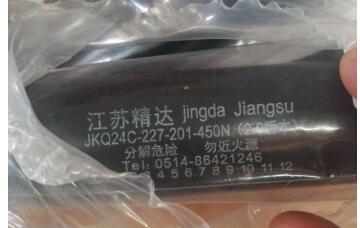 江苏精达 jingda Jiangsu
JKQ24C-227-201-450N
分解危险 勿近火源
Tel: 0514-86421246
3 4 5 6 7 8 9 10 11 12